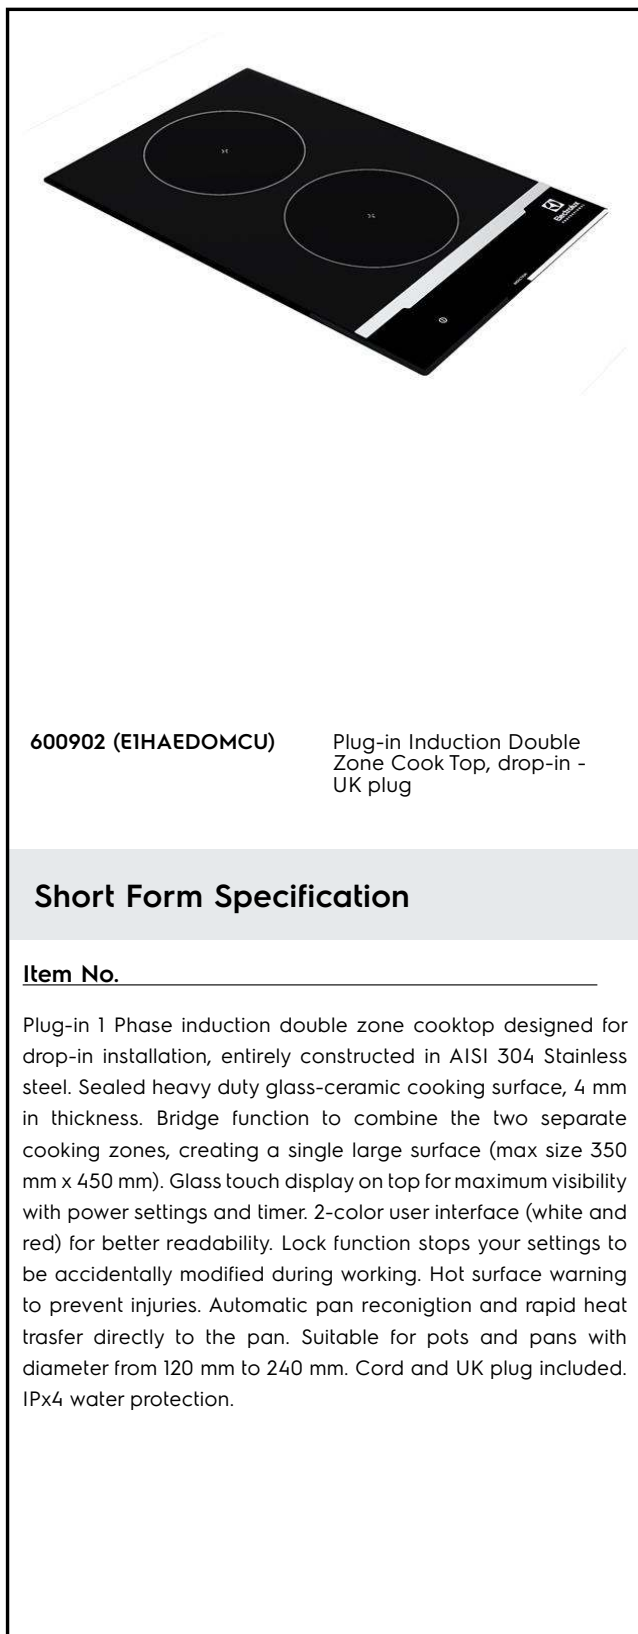 Electrolux
PROFESSIONAL
600902 (E1HAEDOMCU)
Plug-in Induction Double
Zone Cook Top, drop-in -
UK plug
Short Form Specification
Item No.
Plug-in 1 Phase induction double zone cooktop designed for
drop-in installation, entirely constructed in AISI 304 Stainless
steel. Sealed heavy duty glass-ceramic cooking surface, 4 mm
in thickness. Bridge function to combine the two separate
cooking zones, creating a single large surface (max size 350
mm x 450 mm). Glass touch display on top for maximum visibility
with power settings and timer. 2-color user interface (white and
red) for better readability. Lock function stops your settings to
be accidentally modified during working. Hot surface warning
to prevent injuries. Automatic pan reconigtion and rapid heat
trasfer directly to the pan. Suitable for pots and pans with
diameter from 120 mm to 240 mm. Cord and UK plug included.
IPx4 water protection.